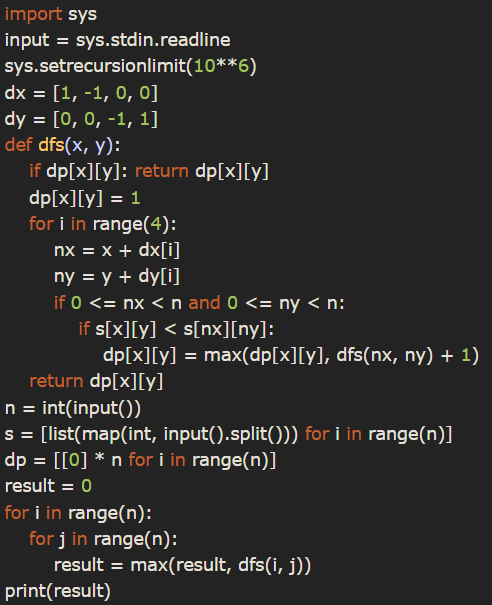 import sys
input = sys.stdin.readline
sys.setrecursionlimit(10**6)
dx = [1, -1, 0, 0]
dy = [0, 0, -1, 1]
def dfs(x, y):
    if dp[x][y]: return dp[x][y]
    dp[x][y] = 1
    for i in range(4):
        nx = x + dx[i]
        ny = y + dy[i]
        if 0 <= nx < n and 0 <= ny < n:
            if s[x][y] < s[nx][ny]:
                dp[x][y] = max(dp[x][y], dfs(nx, ny) + 1)
    return dp[x][y]
n = int(input())
s = [list(map(int, input().split())) for i in range(n)]
dp = [[0] * n for i in range(n)]
result = 0
for i in range(n):
    for j in range(n):
        result = max(result, dfs(i, j))
print(result)